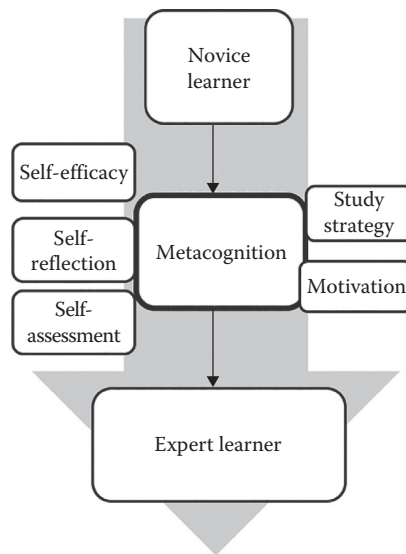 Novice
learner
Self-efficacy
Self-
reflection
Self-
assessment
Metacognition
Study
strategy
Motivation
Expert learner